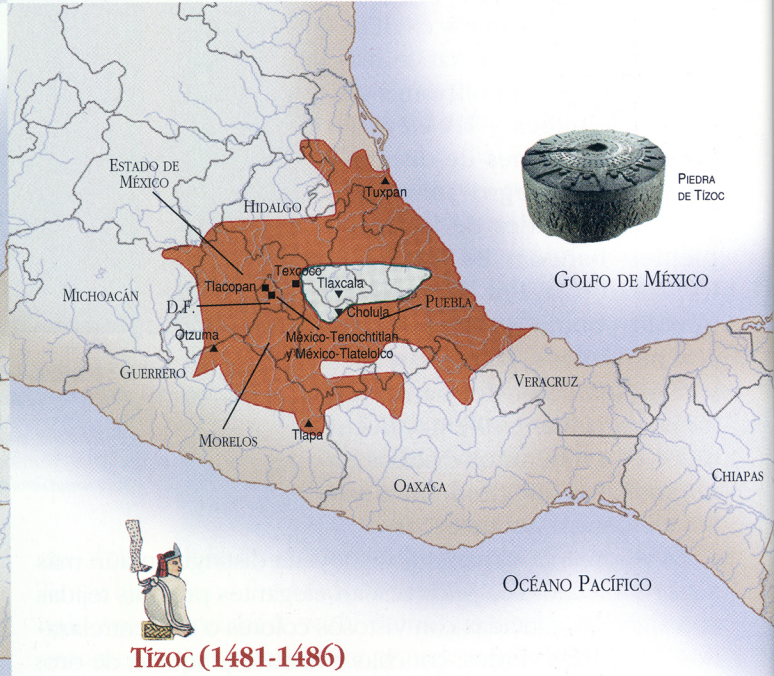 ESTADO DE
MÉXICO
HIDALGO
Tuxpan
PIEDRA
DE TÍZOC
GOLFO DE MÉXICO
Texcoco
Tlacopan
Tlaxcala
MICHOACÁN
D.F.
PUEBLA
Cholula
Otzuma
México-Tenochtitlan
y México-Tlatelolco
GUERRERO
VERACRUZ
MORELOS
Tlapa
OAXACA
CHIAPAS
OCÉANO PACÍFICO
TÍZOC (1481-1486)